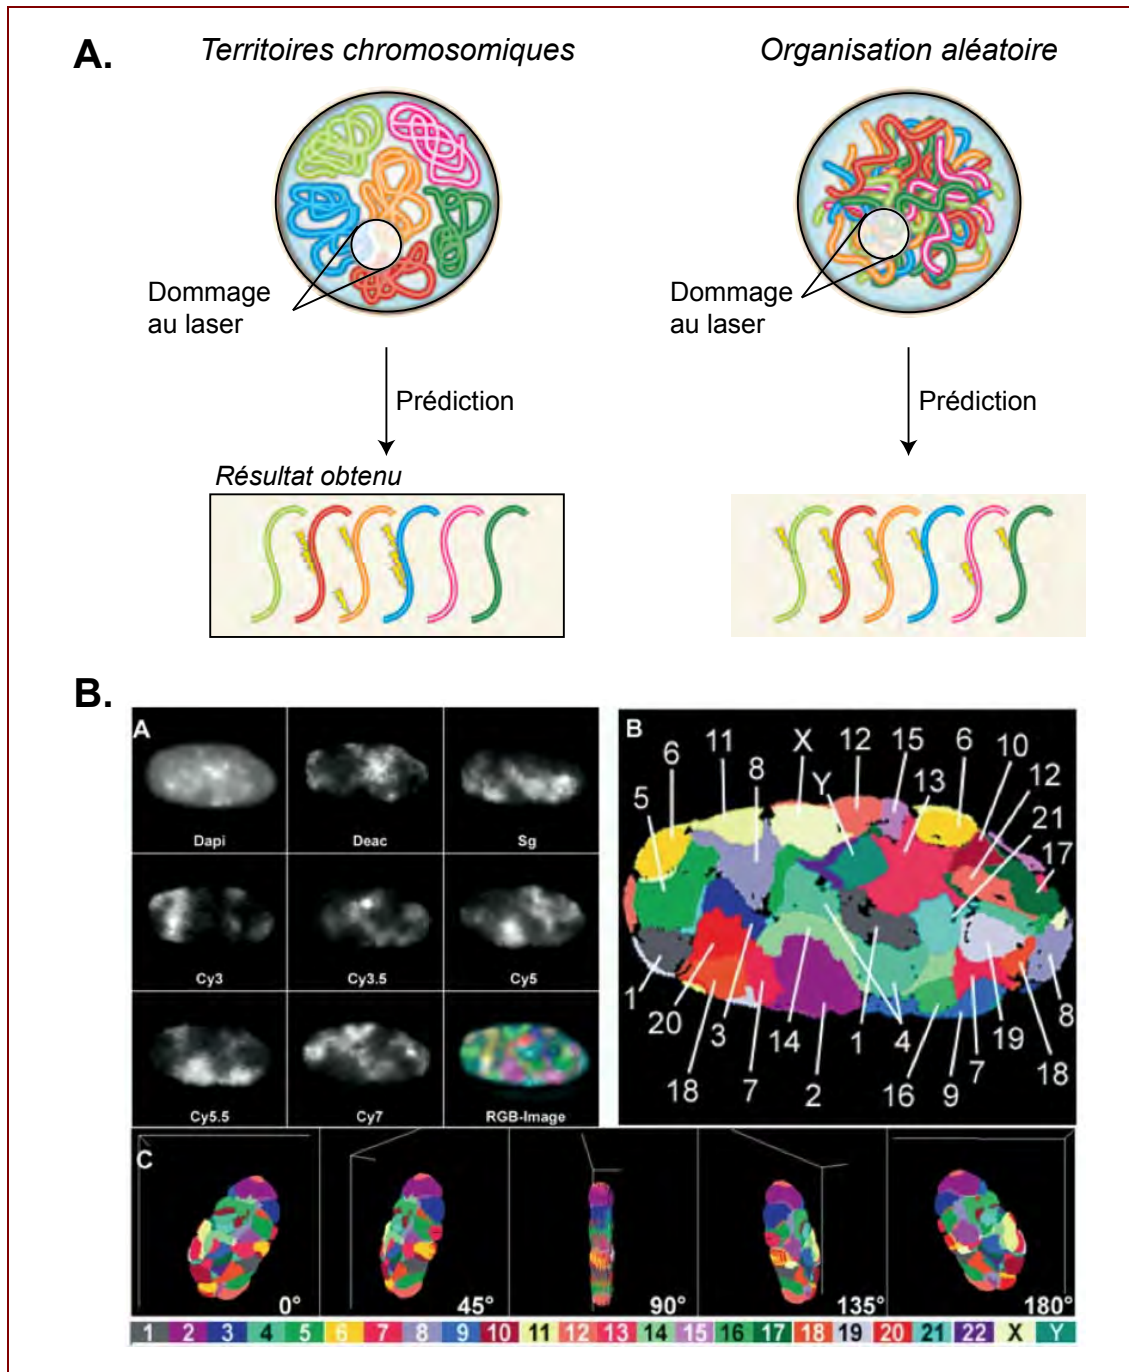 A.
Territoires chromosomiques
Organisation aléatoire
Dommage
au laser
Dommage
au laser
Prédiction
Prédiction
Résultat obtenu
B.
A
Dapi
Deac
Sg
Cy3
Cy3.5
Cy5
Cy5.5
Cy7
RGB-Image
B
6 11 X 12 15 6 10
5 8 Y 13 12
21
17
1 20 3 14 1 4 19 8
18 7 2 16 9 7 18
C
0° 45° 90° 135° 180°
1 2 3 4 5 6 7 8 9 10 11 12 13 14 15 16 17 18 19 20 21 22 X Y